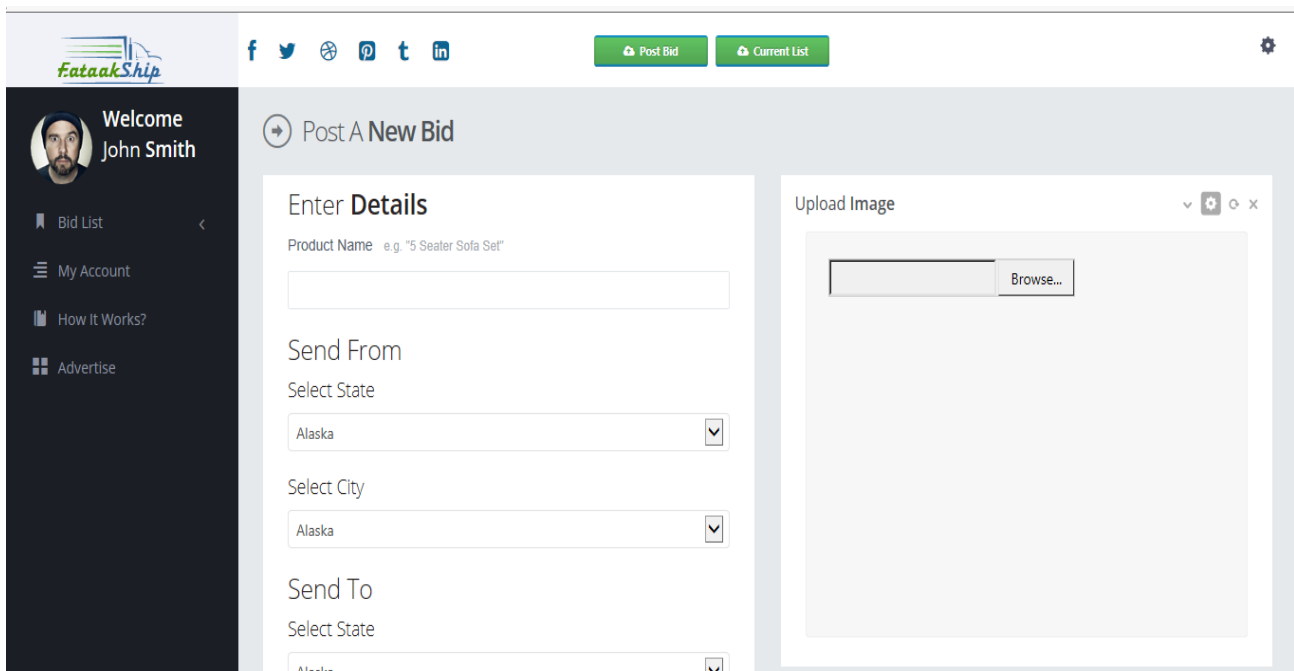 FataakShip
f t in
Post Bid
Current List
Welcome
John Smith
Bid List
My Account
How It Works?
Advertise
Post A New Bid
Enter Details
Product Name e.g. "5 Seater Sofa Set"
Send From
Select State
Alaska
Select City
Alaska
Send To
Select State
Alaska
Upload Image
Browse...